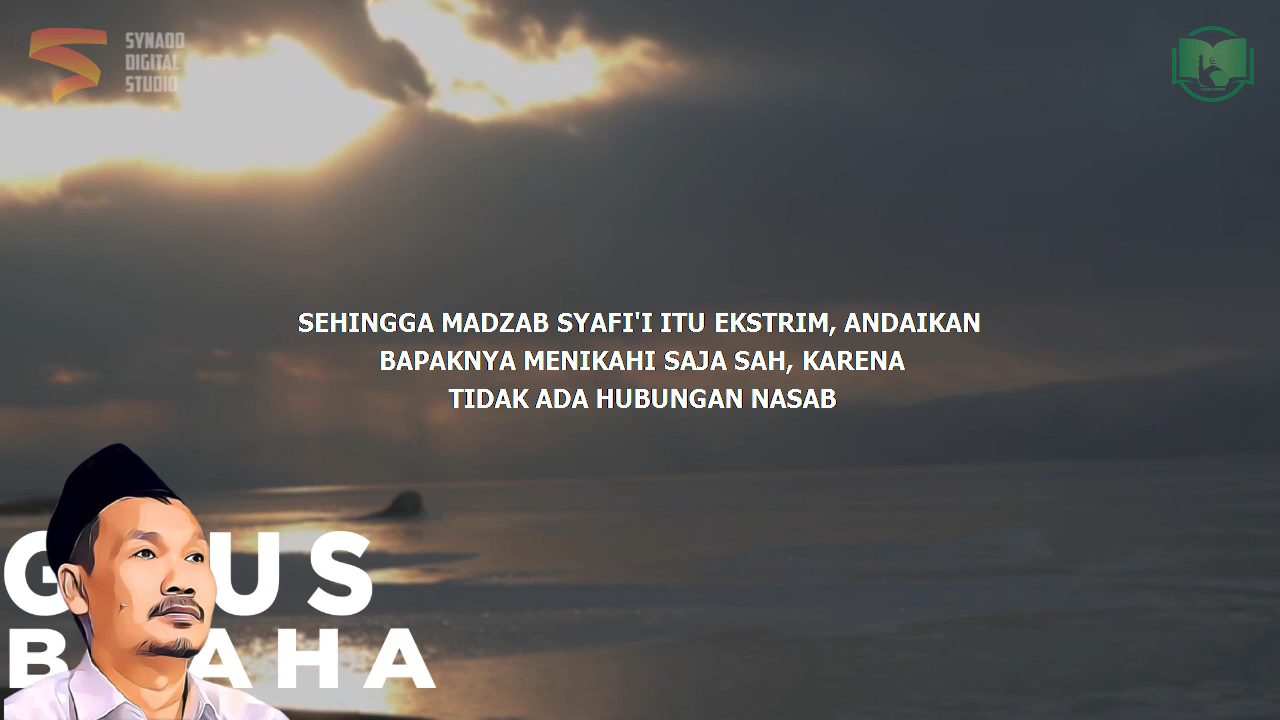 SYNADD
DIGITAL
STUDIO
SEHINGGA MADZAB SYAFI'I ITU EKSTRIM, ANDAIKAN
BAPAKNYA MENIKAHI SAJA SAH, KARENA
TIDAK ADA HUBUNGAN NASAB
GUS
BAHA